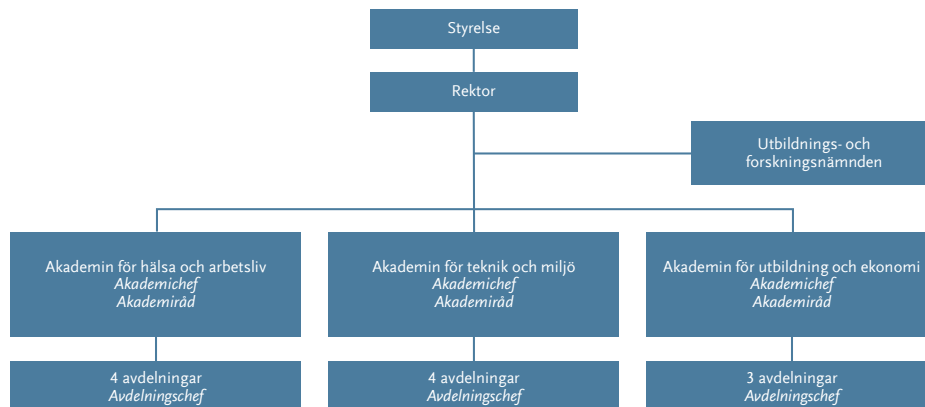 Styrelse
Rektor
Utbildnings- och
forskningsnämnden
Akademin för hälsa och arbetsliv
Akademichef
Akademiråd
Akademin för teknik och miljö
Akademichef
Akademiråd
Akademin för utbildning och ekonomi
Akademichef
Akademiråd
4 avdelningar
Avdelningschef
4 avdelningar
Avdelningschef
3 avdelningar
Avdelningschef